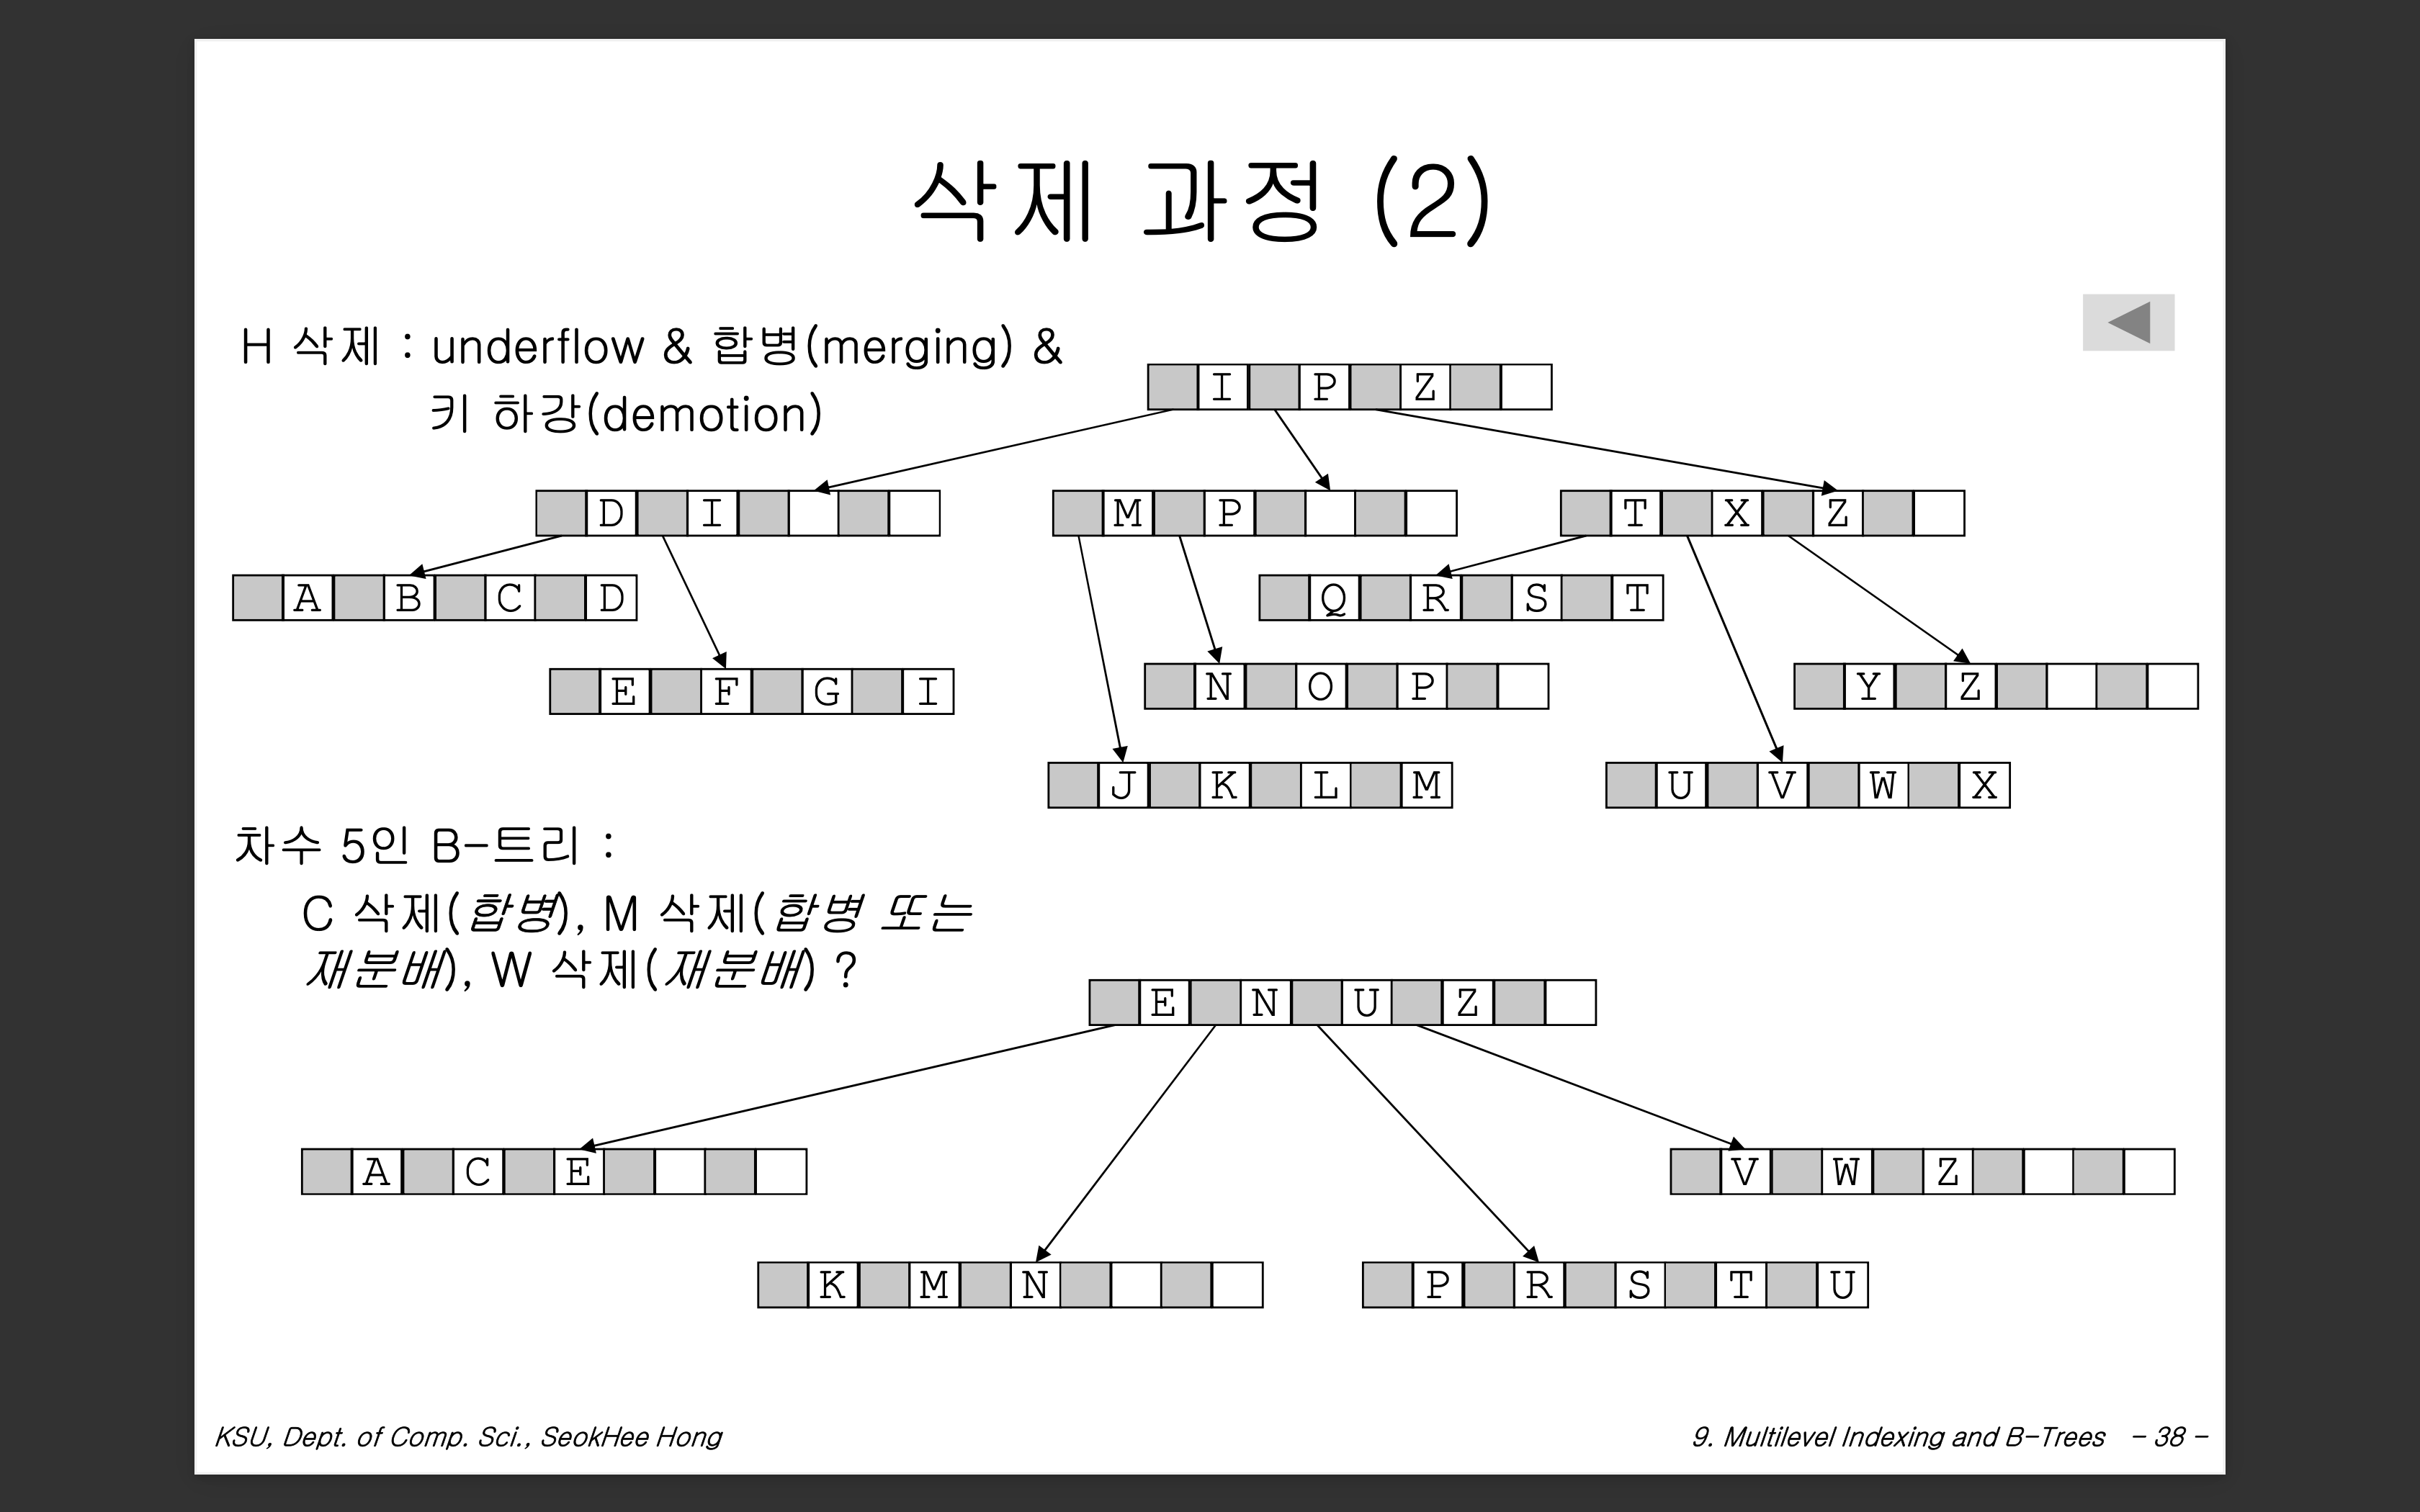 삭제 과정 (2)
H 삭제 : underflow & 합병(merging) &
키 하강(demotion)
I P Z
D I
M P
T X Z
A B C D
Q R S T
E F G I
N O P
Y Z
J K L M
U V W X
차수 5인 B-트리 :
C 삭제(합병), M 삭제(합병 또는
재분배), W 삭제(재분배) ?
E N U Z
A C E
V W Z
K M N
P R S T U
KSU, Dept. of Comp. Sci., SeokHee Hong
9. Multilevel Indexing and B-Trees - 38 -